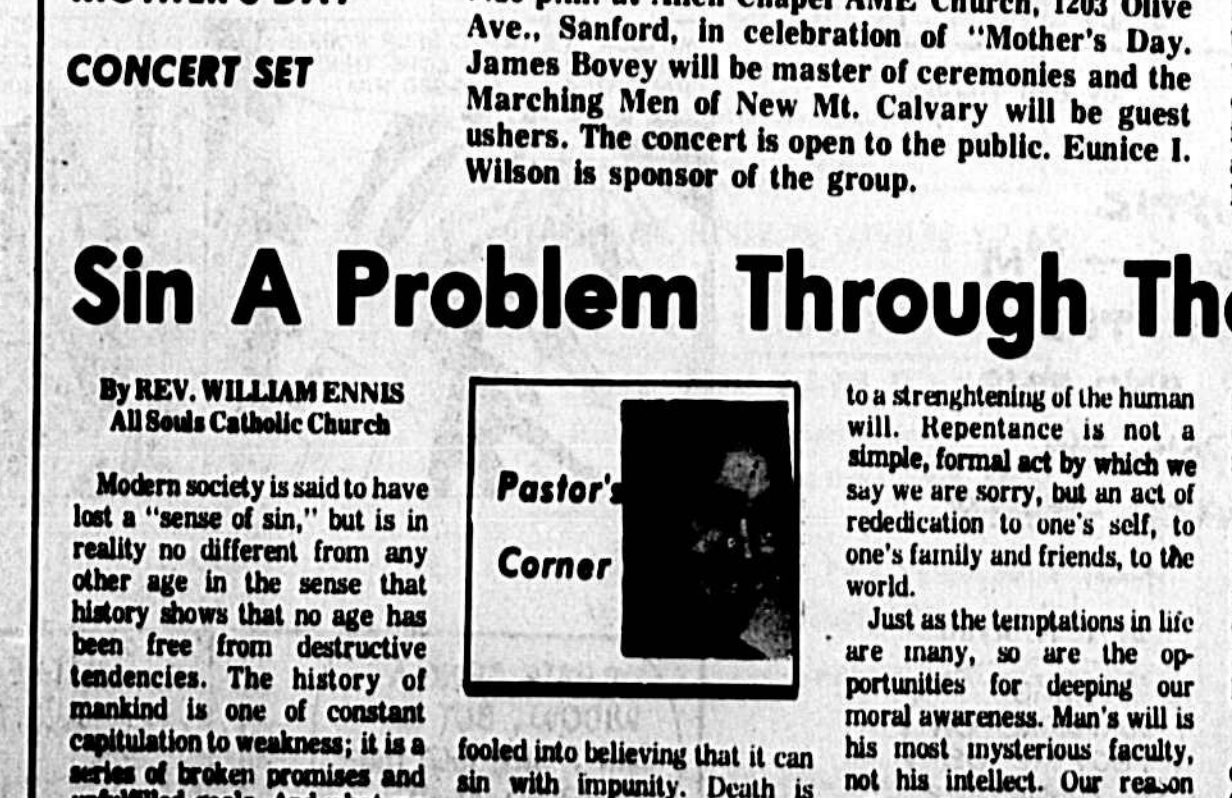 MOTHER'S DAY
CONCERT SET
p.m. at Allen Chapel AME Church, 1203 Olive
Ave., Sanford, in celebration of "Mother's Day.
James Bovey will be master of ceremonies and the
Marching Men of New Mt. Calvary will be guest
ushers. The concert is open to the public. Eunice I.
Wilson is sponsor of the group.
Sin A Problem Through
By REV. WILLIAM ENNIS
All Souls Catholic Church
Modern society is said to have
lost a "sense of sin," but is in
reality no different from any
other age in the sense that
history shows that no age has
been free from destructive
tendencies. The history of
mankind is one of constant
capitulation to weakness; it is a
series of broken promises and
Pastor's
Corner
fooled into believing that it can
sin with impunity. Death is
to a strenghtening of the human
will. Repentance is not a
simple, formal act by which we
say we are sorry, but an act of
rededication to one's self, to
one's family and friends, to the
world.
Just as the temptations in life
are many, so are the op-
portunities for deeping our
moral awareness. Man's will is
his most mysterious faculty,
not his intellect. Our reason